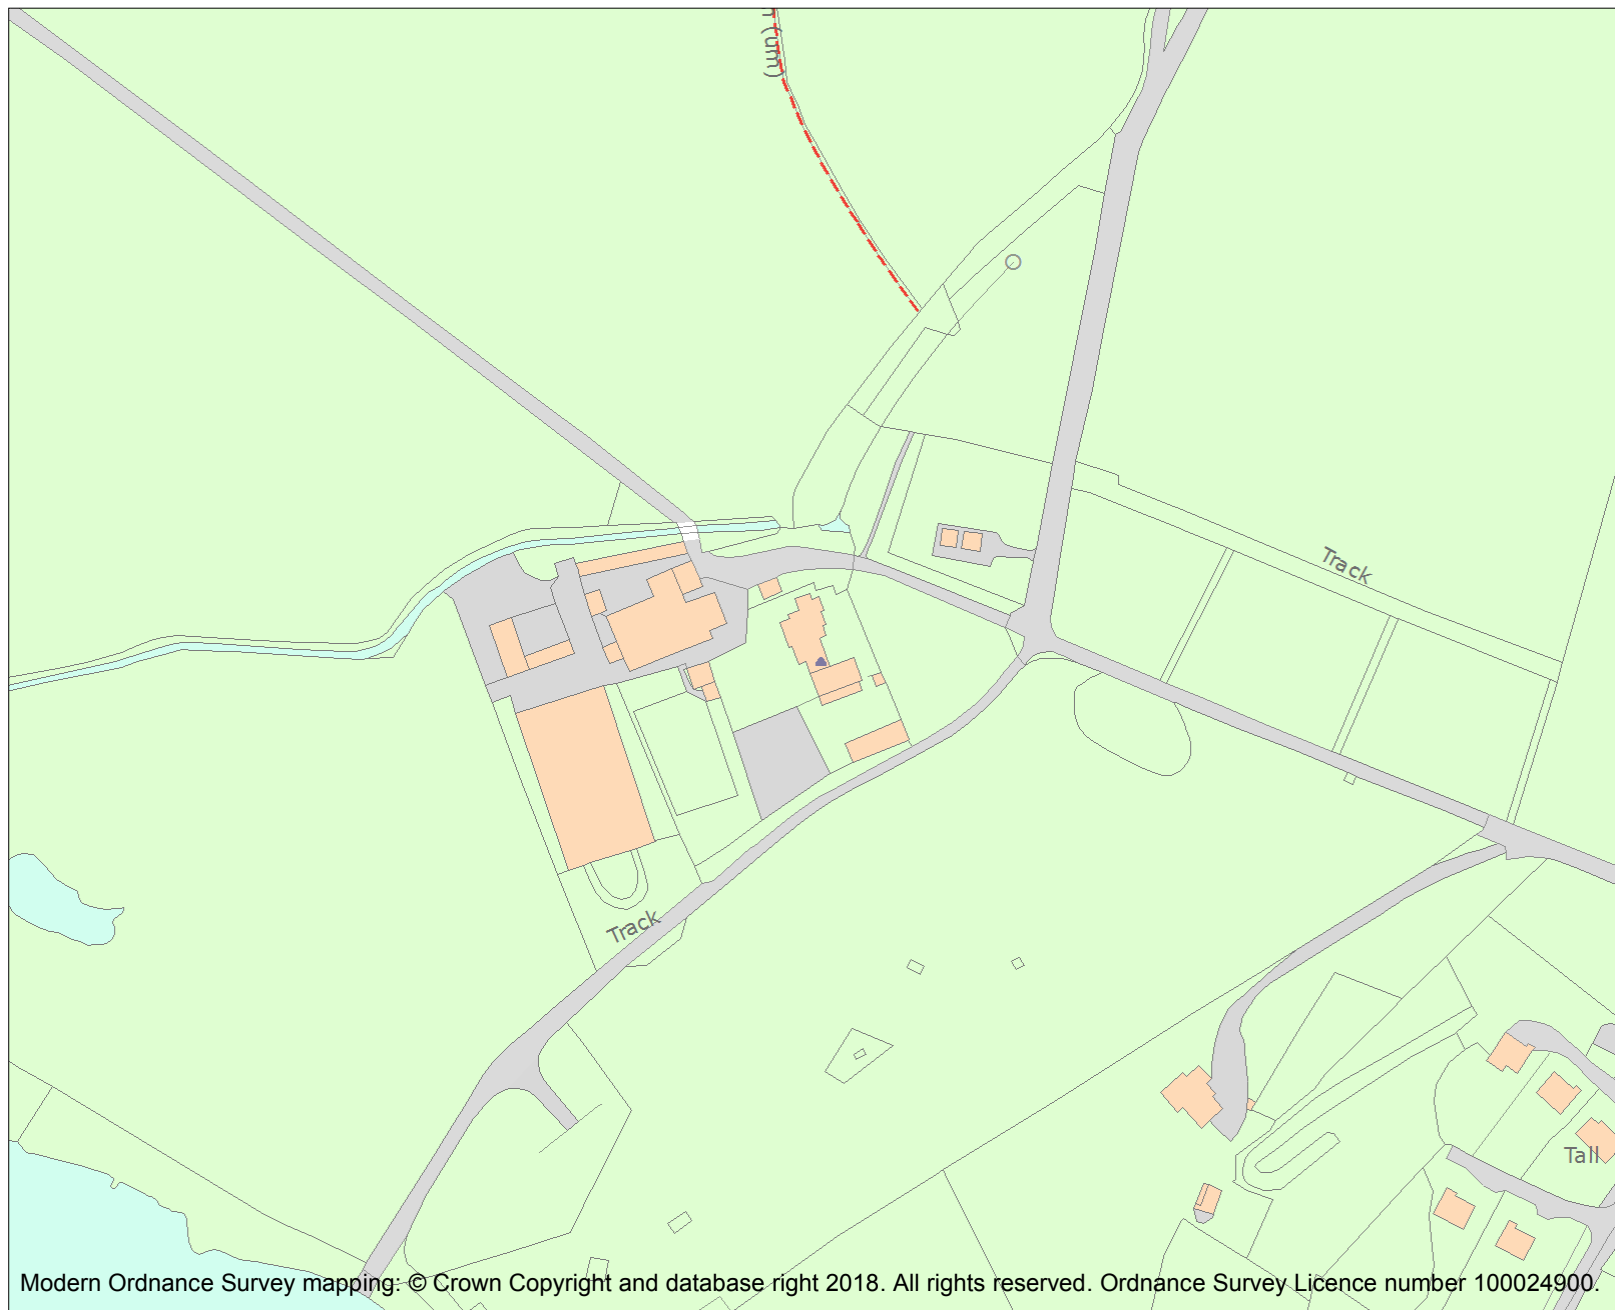 (um)
Track
Track
Tall
Modern Ordnance Survey mapping: © Crown Copyright and database right 2018. All rights reserved. Ordnance Survey Licence number 100024900.